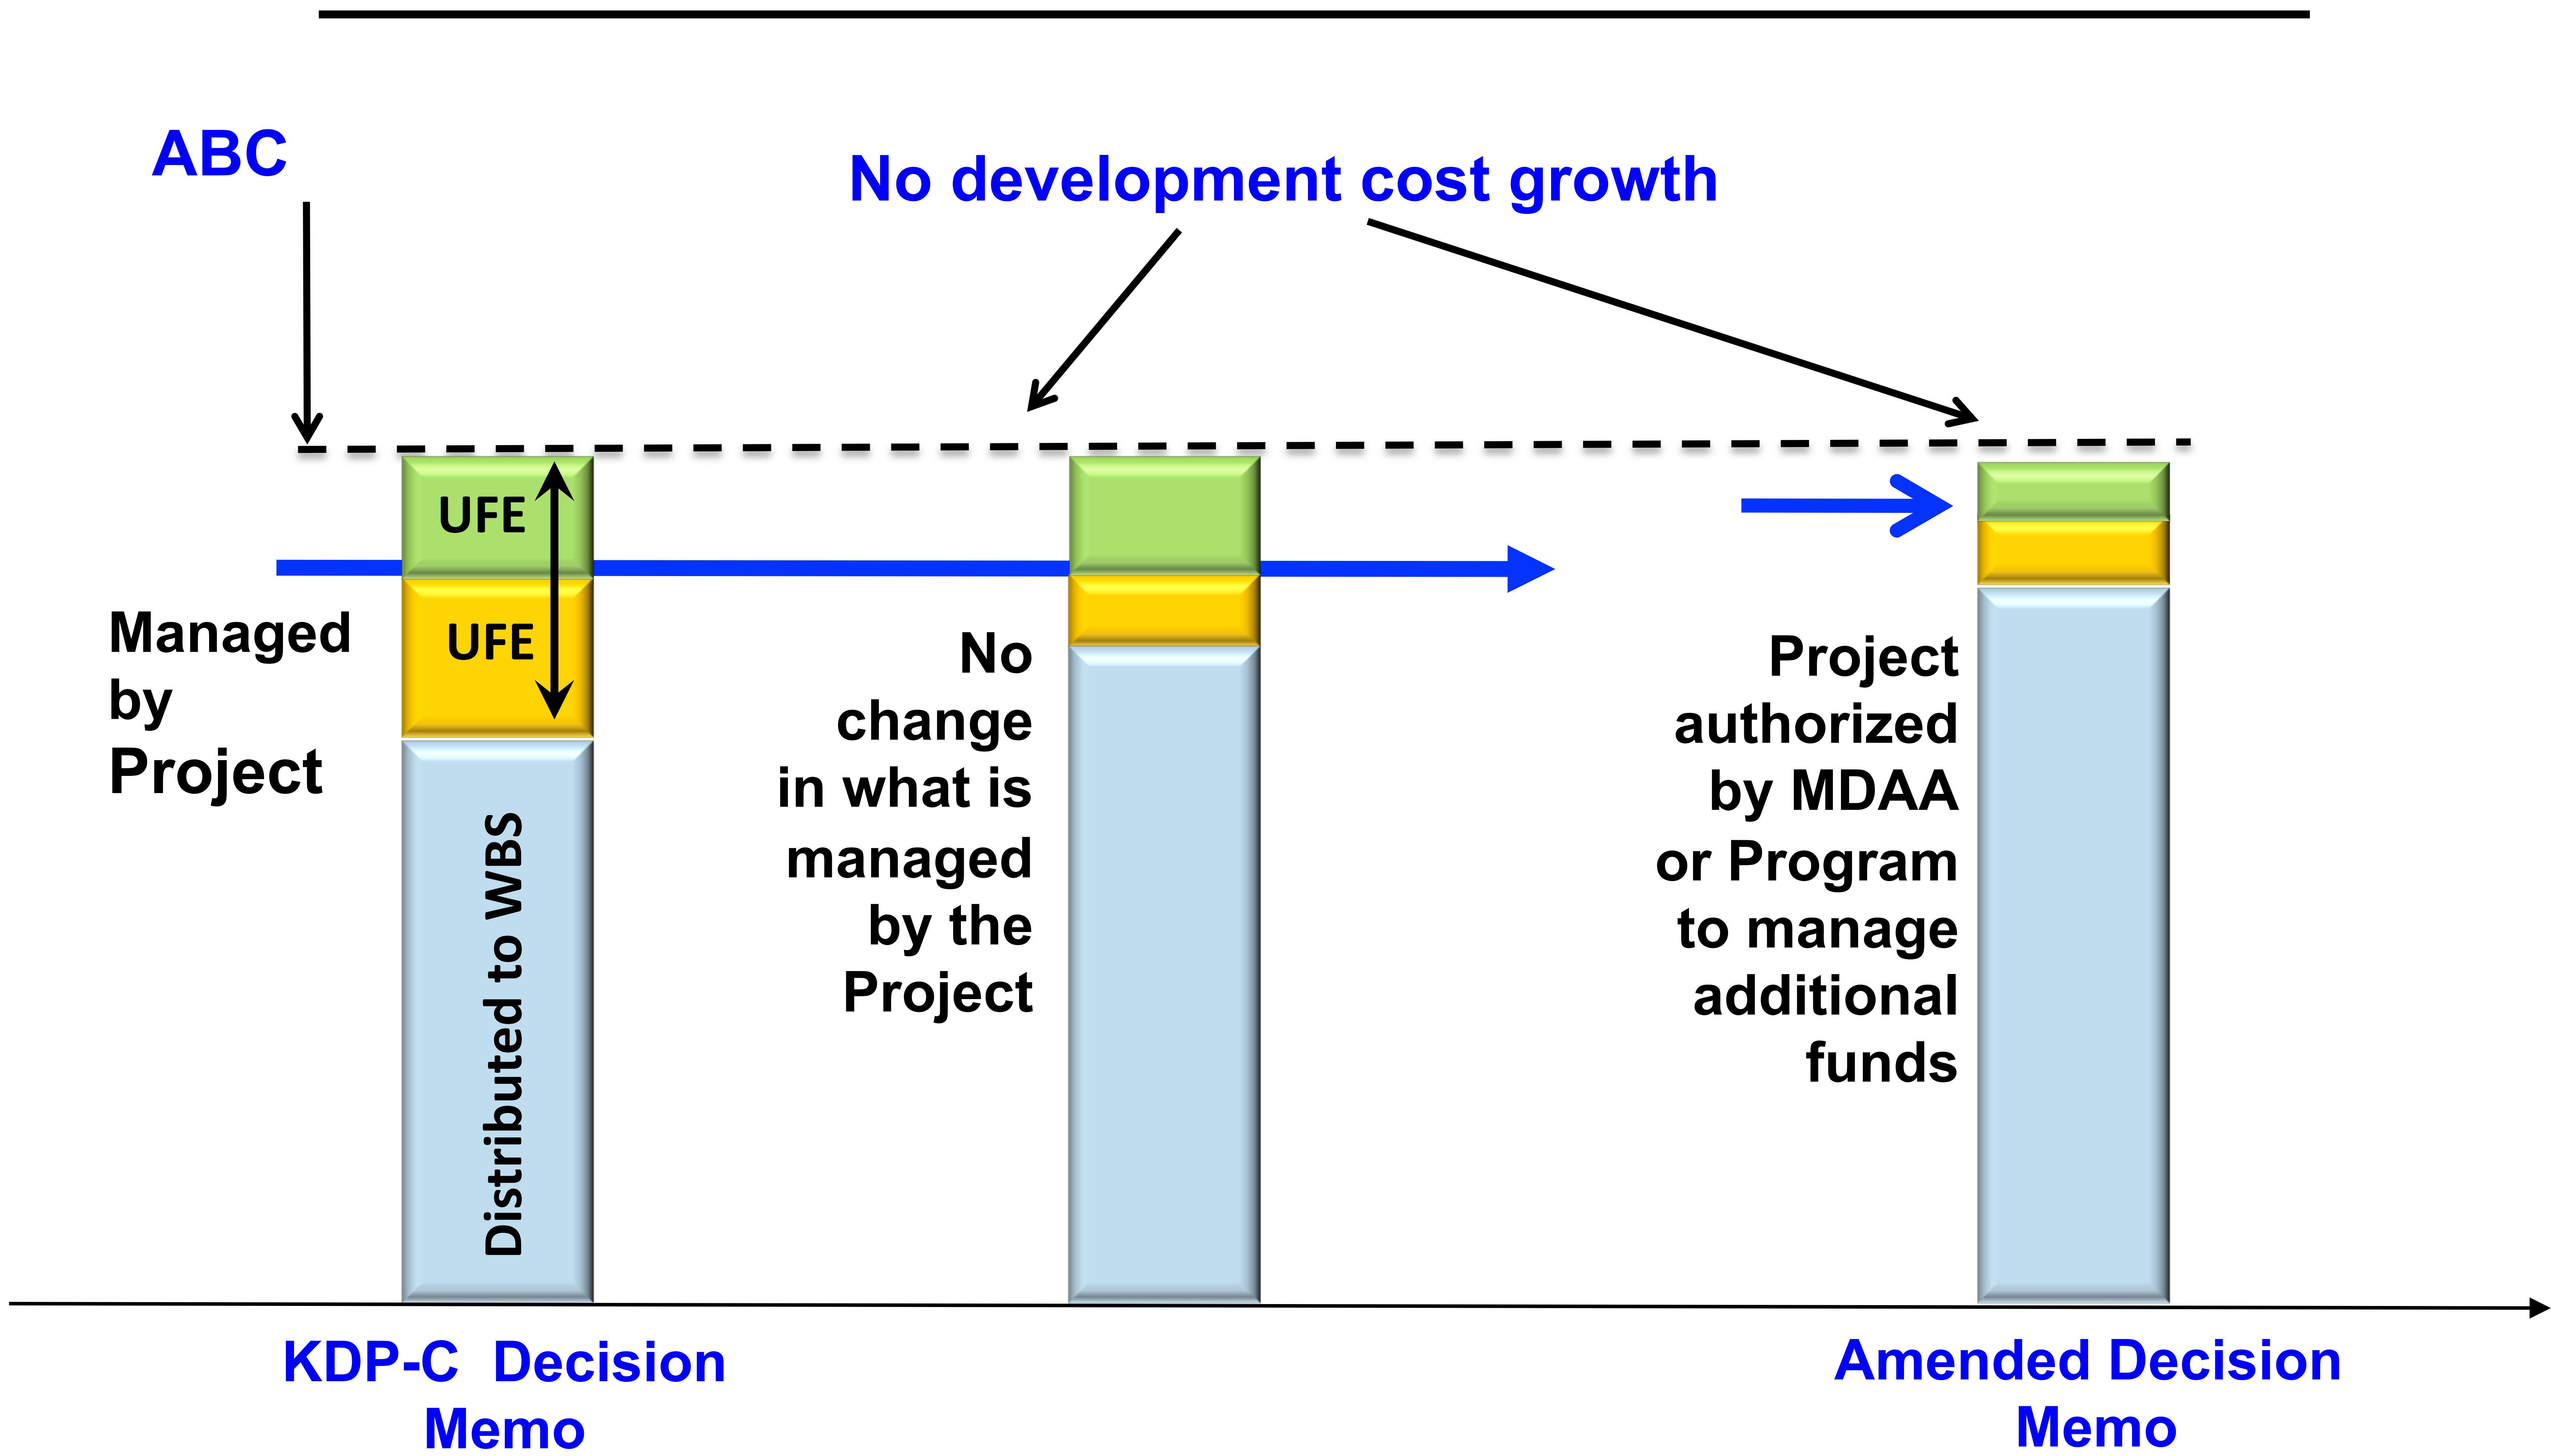 ABC
No development cost growth
UFE
UFE
Managed
by
Project
Distributed to WBS
No
change
in what is
managed
by the
Project
Project
authorized
by MDAA
or Program
to manage
additional
funds
KDP-C  Decision
Memo
Amended Decision
Memo